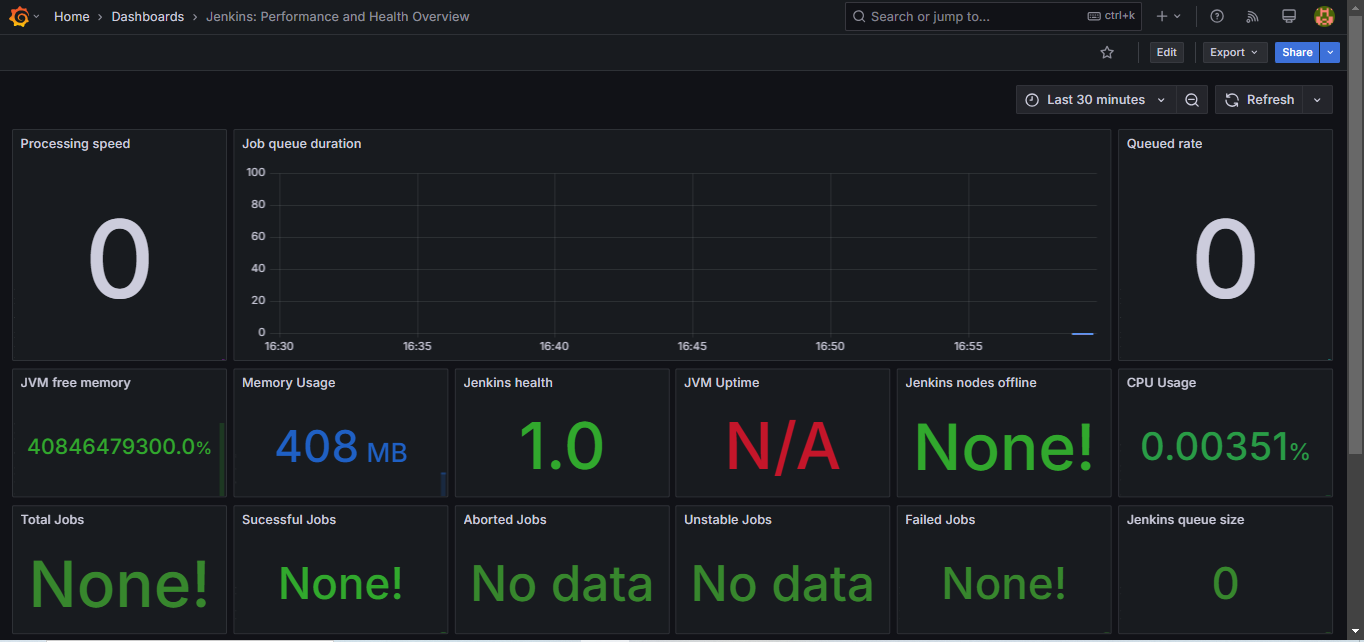 Home › Dashboards › Jenkins: Performance and Health Overview
Search or jump to...
ctrl+k
Edit
Export
Share
Last 30 minutes
Refresh
Processing speed
0
Job queue duration
100
80
60
40
20
0
16:30
16:35
16:40
16:45
16:50
16:55
Queued rate
0
JVM free memory
40846479300.0%
Memory Usage
408 MB
Jenkins health
1.0
JVM Uptime
N/A
Jenkins nodes offline
None!
CPU Usage
0.00351%
Total Jobs
None!
Sucessful Jobs
None!
Aborted Jobs
No data
Unstable Jobs
No data
Failed Jobs
None!
Jenkins queue size
0